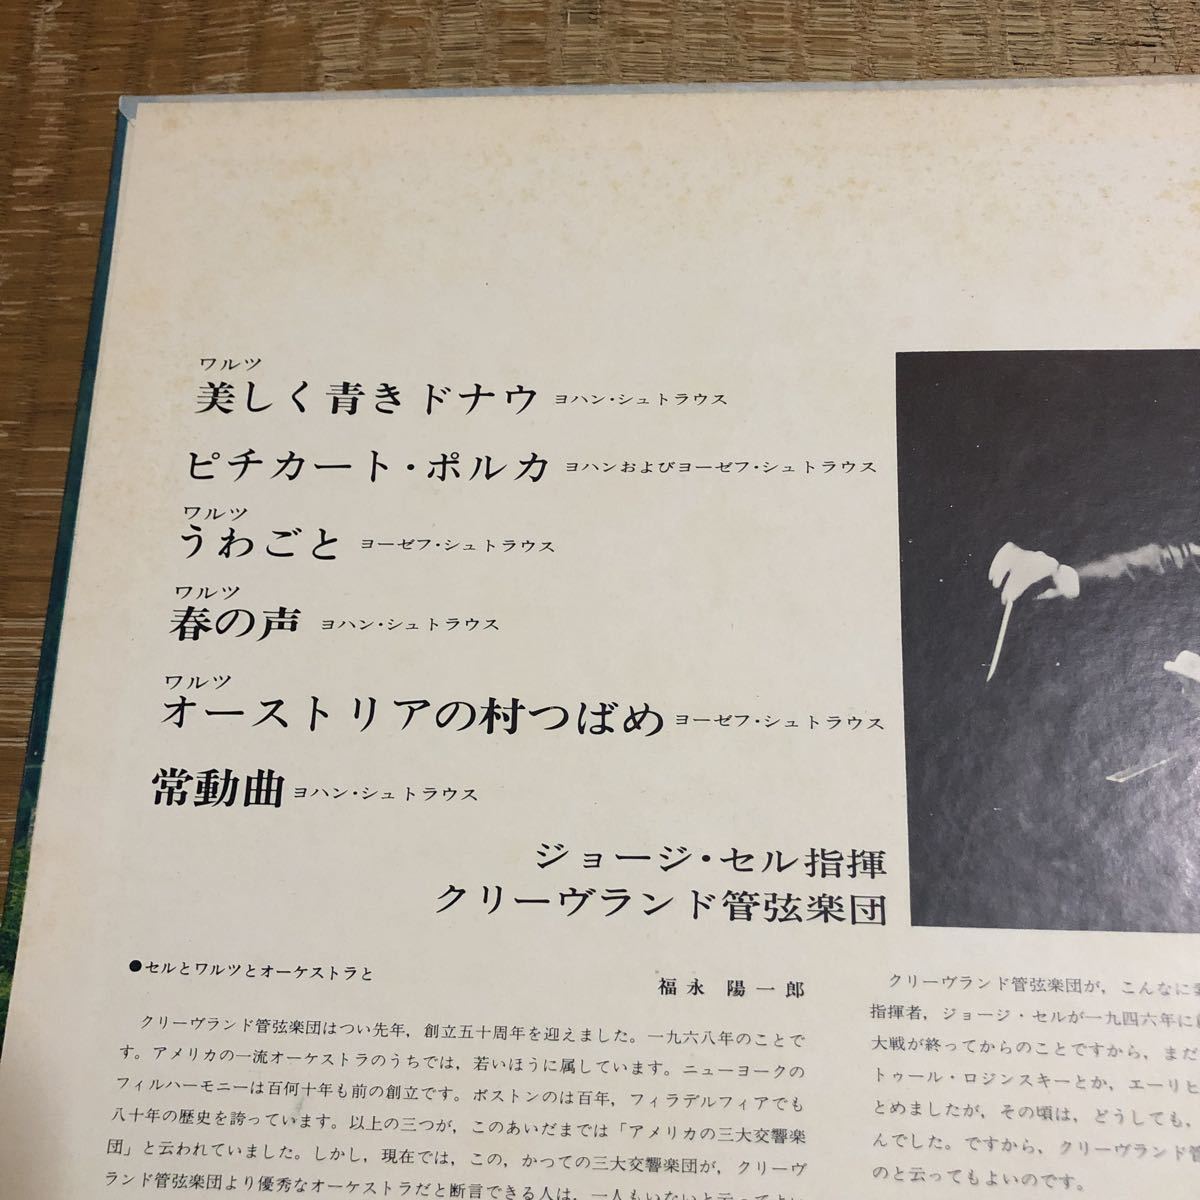 ワルツ
美しく青きドナウ ヨハン・シュトラウス
ピチカート・ポルカ ヨハンおよびヨーゼフ・シュトラウス
ワルツ
うわごと ヨーゼフ・シュトラウス
ワルツ
春の声 ヨハン・シュトラウス
ワルツ
オーストリアの村つばめ ヨーゼフ・シュトラウス
常動曲 ヨハン・シュトラウス
ジョージ・セル指揮
クリーヴランド管弦楽団
●セルとワルツとオーケストラと
福永 陽一郎
クリーヴランド管弦楽団はつい先年，創立五十周年を迎えました。一九六八年のことで
す。アメリカの一流オーケストラのうちでは，若いほうに属しています。ニューヨークの
フィルハーモニーは百何十年も前の創立です。ボストンのは百年，フィラデルフィアでも
八十年の歴史を誇っています。以上の三つが，このあいだまでは「アメリカの三大交響楽
団」と云われていました。しかし，現在では，この，かつての三大交響楽団が，クリーヴ
ランド管弦楽団より優秀なオーケストラだと断言できる人は，一人もいないと云ってよい
クリーヴランド管弦楽団が，こんなに
指揮者，ジョージ・セルが一九四六年に
大戦が終ってからのことですから，まだ
トゥール・ロジンスキーとか，エーリヒ
とめましたが，その頃は，どうしても，
んでした。ですから，クリーヴランド管
のと云ってもよいのです。